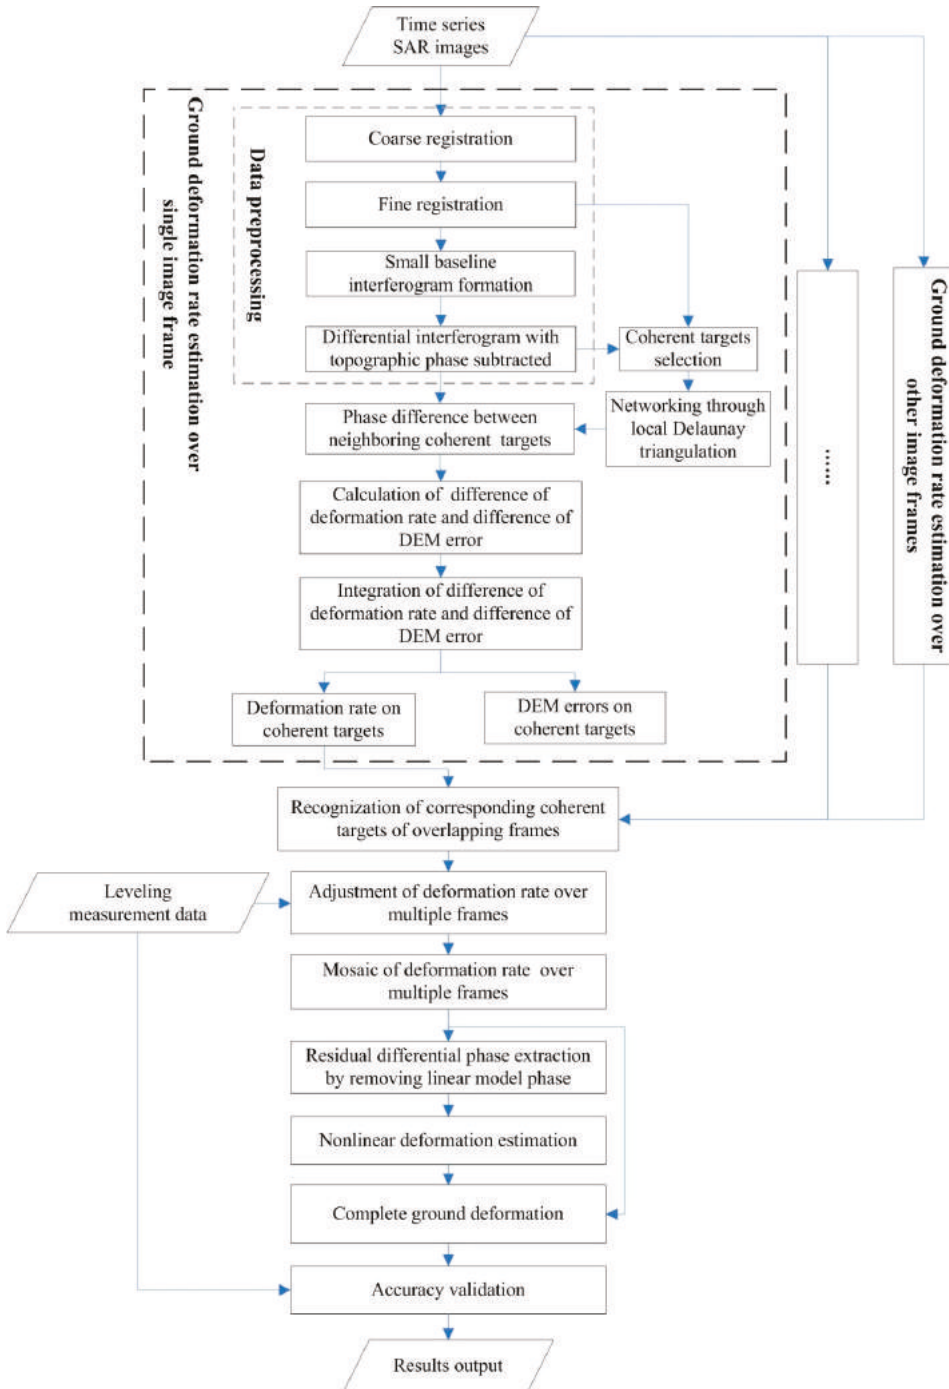 Time series
SAR images
Ground deformation rate estimation over
single image frame
Data preprocessing
Coarse registration
Fine registration
Small baseline
interferogram formation
Differential interferogram with
topographic phase subtracted
Coherent targets
selection
Networking through
local Delaunay
triangulation
Phase difference between
neighboring coherent targets
Calculation of difference of
deformation rate and difference of
DEM error
Integration of difference of
deformation rate and difference of
DEM error
Deformation rate on
coherent targets
DEM errors on
coherent targets
......
Ground deformation rate estimation over
other image frames
Recognization of corresponding coherent
targets of overlapping frames
Leveling
measurement data
Adjustment of deformation rate over
multiple frames
Mosaic of deformation rate over
multiple frames
Residual differential phase extraction
by removing linear model phase
Nonlinear deformation estimation
Complete ground deformation
Accuracy validation
Results output